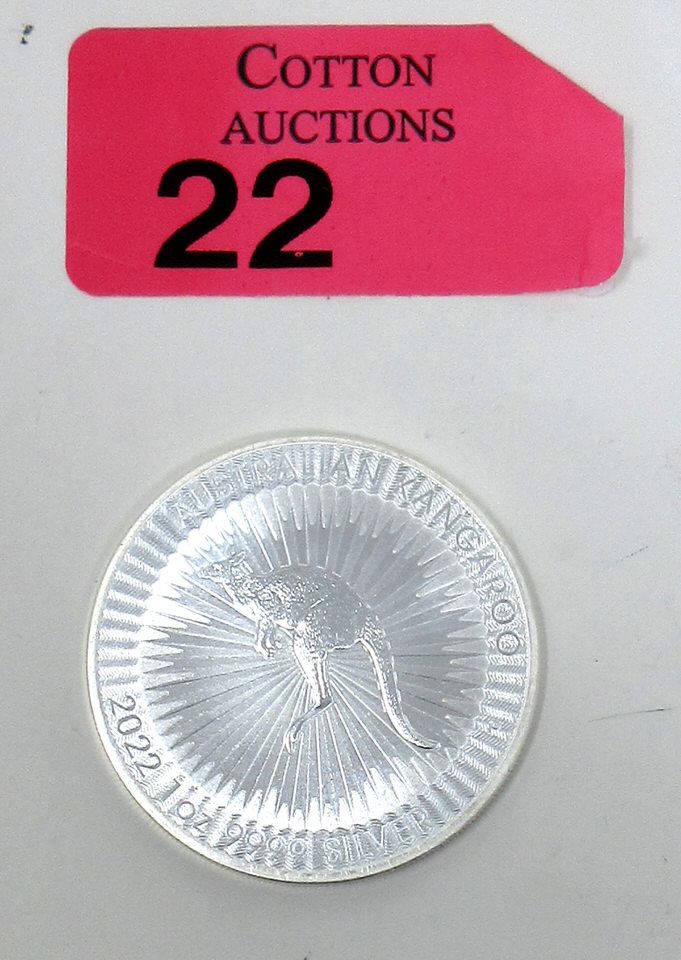 COTTON
AUCTIONS
22
AUSTRALIAN KANGAROO
2022 1oz 9999 SILVER